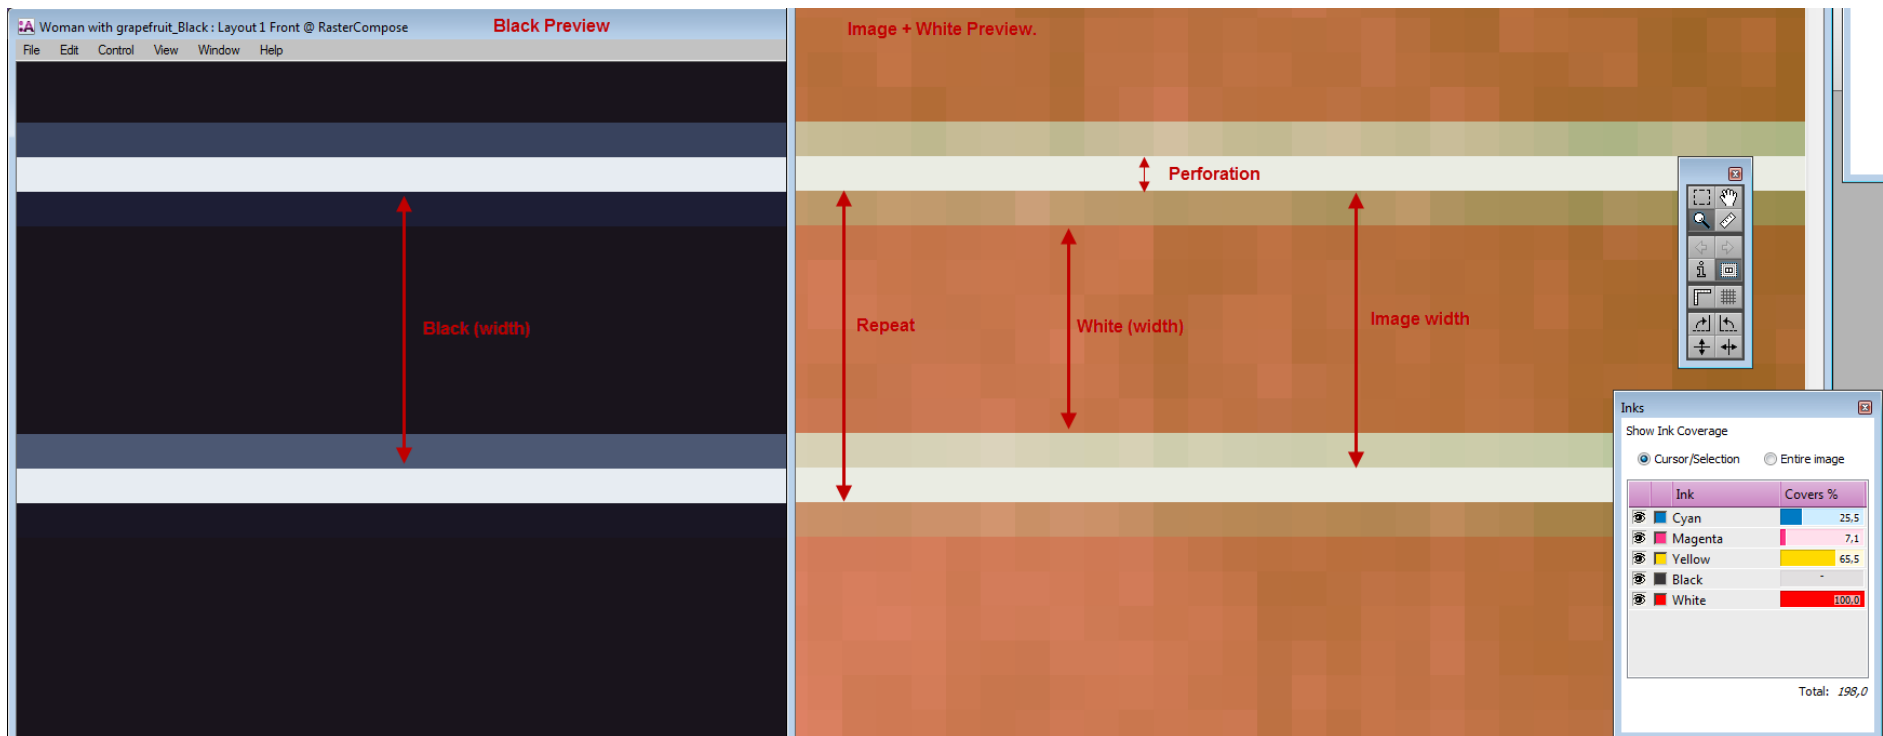 Woman with grapefruit_Black : Layout 1 Front @ RasterCompose
Black Preview
File Edit Control View Window Help
Black (width)
Image + White Preview.
Perforation
Repeat
White (width)
Image width
Inks
Show Ink Coverage
Cursor/Selection Entire image
Ink Covers %
Cyan 25,5
Magenta 7,1
Yellow 65,5
Black -
White 100,0
Total: 198,0